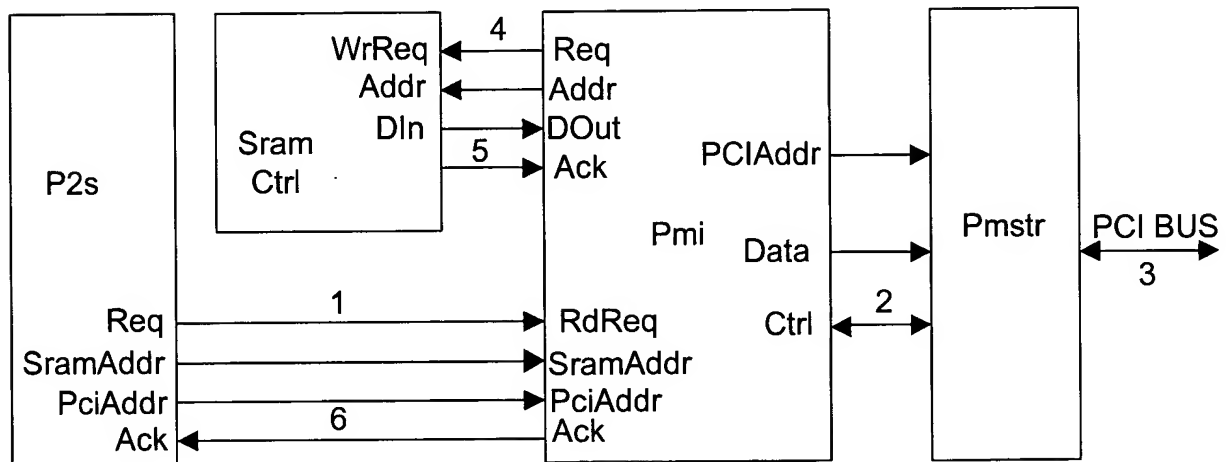 P2s
Req
SramAddr
PciAddr
Ack
Sram
Ctrl
WrReq
Addr
DIn
4
5
1
6
Req
Addr
DOut
Ack
Pmi
RdReq
SramAddr
PciAddr
Ack
PCIAddr
Data
Ctrl
2
Pmstr
PCI BUS
3